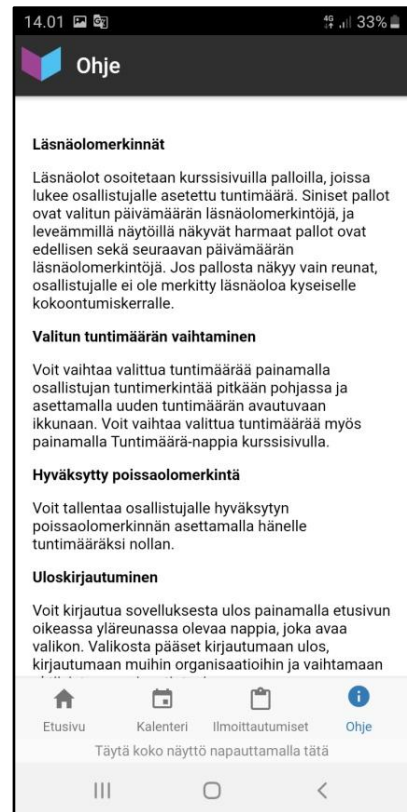 14.01 4G 33%
Ohje
Läsnäolomerkinnät
Läsnäolot osoitetaan kurssisivuilla palloilla, joissa
lukee osallistujalle asetettu tuntimäärä. Siniset pallot
ovat valitun päivämäärän läsnäolomerkintöjä, ja
leveämmillä näytöillä näkyvät harmaat pallot ovat
edellisen sekä seuraavan päivämäärän
läsnäolomerkintöjä. Jos pallosta näkyy vain reunat,
osallistujalle ei ole merkitty läsnäoloa kyseiselle
kokoontumiskerralle.
Valitun tuntimäärän vaihtaminen
Voit vaihtaa valittua tuntimäärää painamalla
osallistujan tuntimerkintää pitkään pohjassa ja
asettamalla uuden tuntimäärän avautuvaan
ikkunaan. Voit vaihtaa valittua tuntimäärää myös
painamalla Tuntimäärä-nappia kurssisivulla.
Hyväksytty poissaolomerkintä
Voit tallentaa osallistujalle hyväksytyn
poissaolomerkinnän asettamalla hänelle
tuntimääräksi nollan.
Uloskirjautuminen
Voit kirjautua sovelluksesta ulos painamalla etusivun
oikeassa yläreunassa olevaa nappia, joka avaa
valikon. Valikosta pääset kirjautumaan ulos,
kirjautumaan muihin organisaatioihin ja vaihtamaan
Etusivu Kalenteri Ilmoittautumiset Ohje
Täytä koko näyttö napauttamalla tätä